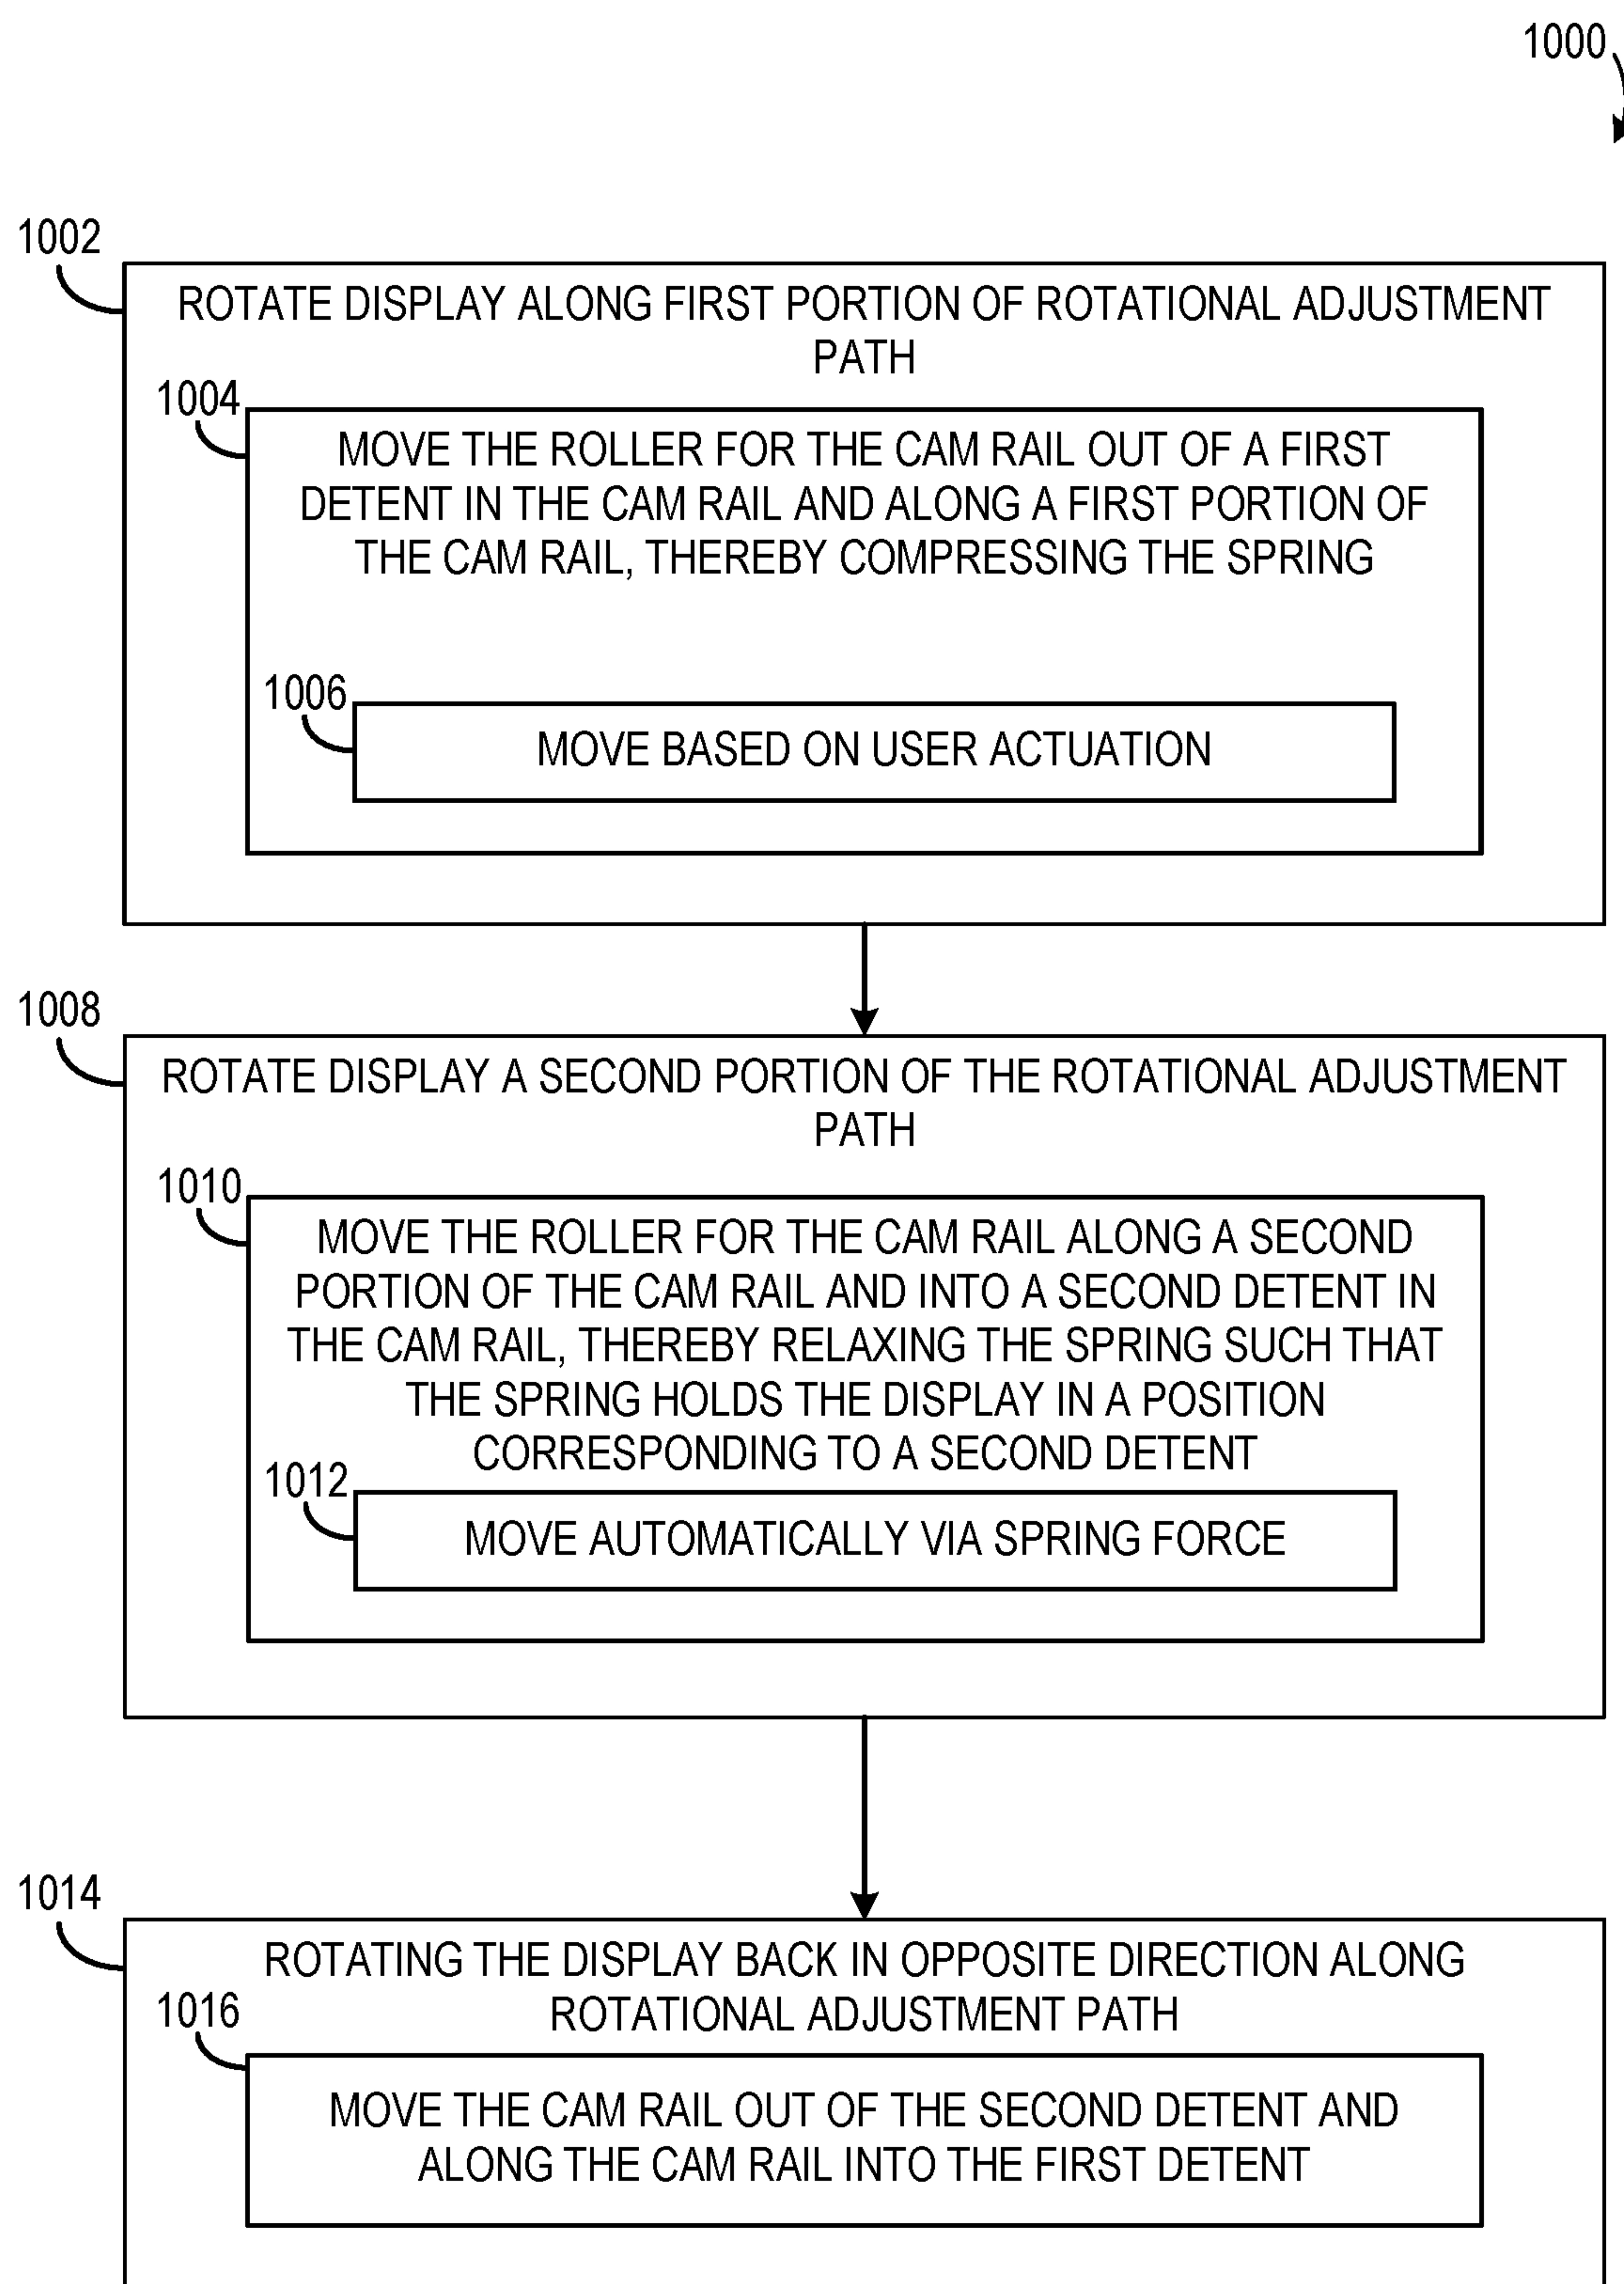 1000
1002
ROTATE DISPLAY ALONG FIRST PORTION OF ROTATIONAL ADJUSTMENT
PATH
1004
MOVE THE ROLLER FOR THE CAM RAIL OUT OF A FIRST
DETENT IN THE CAM RAIL AND ALONG A FIRST PORTION OF
THE CAM RAIL, THEREBY COMPRESSING THE SPRING
1006
MOVE BASED ON USER ACTUATION
1008
ROTATE DISPLAY A SECOND PORTION OF THE ROTATIONAL ADJUSTMENT
PATH
1010
MOVE THE ROLLER FOR THE CAM RAIL ALONG A SECOND
PORTION OF THE CAM RAIL AND INTO A SECOND DETENT IN
THE CAM RAIL, THEREBY RELAXING THE SPRING SUCH THAT
THE SPRING HOLDS THE DISPLAY IN A POSITION
CORRESPONDING TO A SECOND DETENT
1012
MOVE AUTOMATICALLY VIA SPRING FORCE
1014
ROTATING THE DISPLAY BACK IN OPPOSITE DIRECTION ALONG
ROTATIONAL ADJUSTMENT PATH
1016
MOVE THE CAM RAIL OUT OF THE SECOND DETENT AND
ALONG THE CAM RAIL INTO THE FIRST DETENT